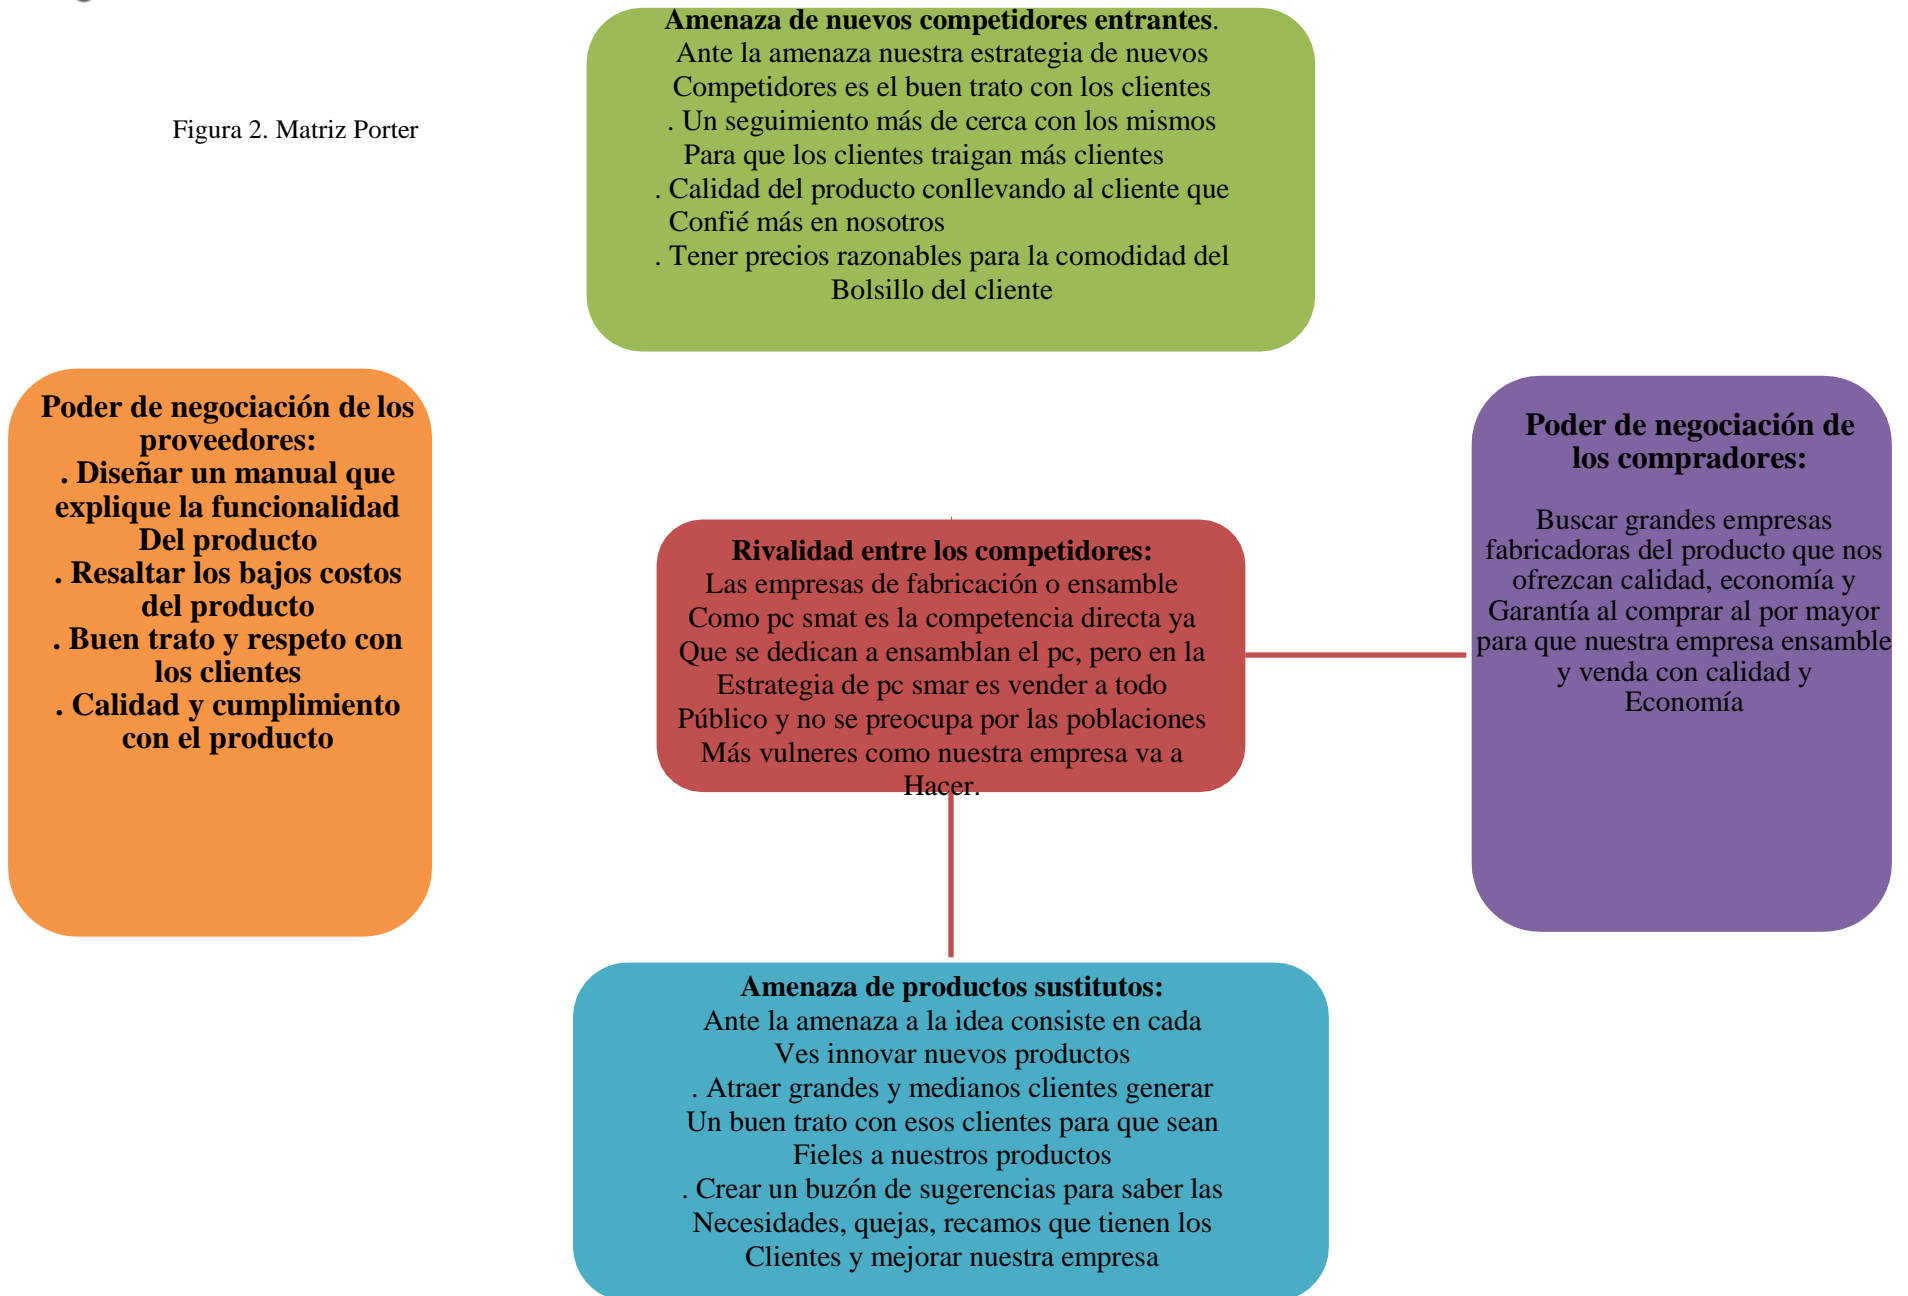 Amenaza de nuevos competidores entrantes.
Ante la amenaza nuestra estrategia de nuevos
Competidores es el buen trato con los clientes
. Un seguimiento más de cerca con los mismos
Para que los clientes traigan más clientes
. Calidad del producto conllevando al cliente que
Confié más en nosotros
. Tener precios razonables para la comodidad del
Bolsillo del cliente
Figura 2. Matriz Porter
Poder de negociación de los
proveedores:
. Diseñar un manual que
explique la funcionalidad
Del producto
. Resaltar los bajos costos
del producto
. Buen trato y respeto con
los clientes
. Calidad y cumplimiento
con el producto
Rivalidad entre los competidores:
Las empresas de fabricación o ensamble
Como pc smat es la competencia directa ya
Que se dedican a ensamblan el pc, pero en la
Estrategia de pc smar es vender a todo
Público y no se preocupa por las poblaciones
Más vulneres como nuestra empresa va a
Hacer.
Poder de negociación de
los compradores:
Buscar grandes empresas
fabricadoras del producto que nos
ofrezcan calidad, economía y
Garantía al comprar al por mayor
para que nuestra empresa ensamble
y venda con calidad y
Economía
Amenaza de productos sustitutos:
Ante la amenaza a la idea consiste en cada
Ves innovar nuevos productos
. Atraer grandes y medianos clientes generar
Un buen trato con esos clientes para que sean
Fieles a nuestros productos
. Crear un buzón de sugerencias para saber las
Necesidades, quejas, recamos que tienen los
Clientes y mejorar nuestra empresa